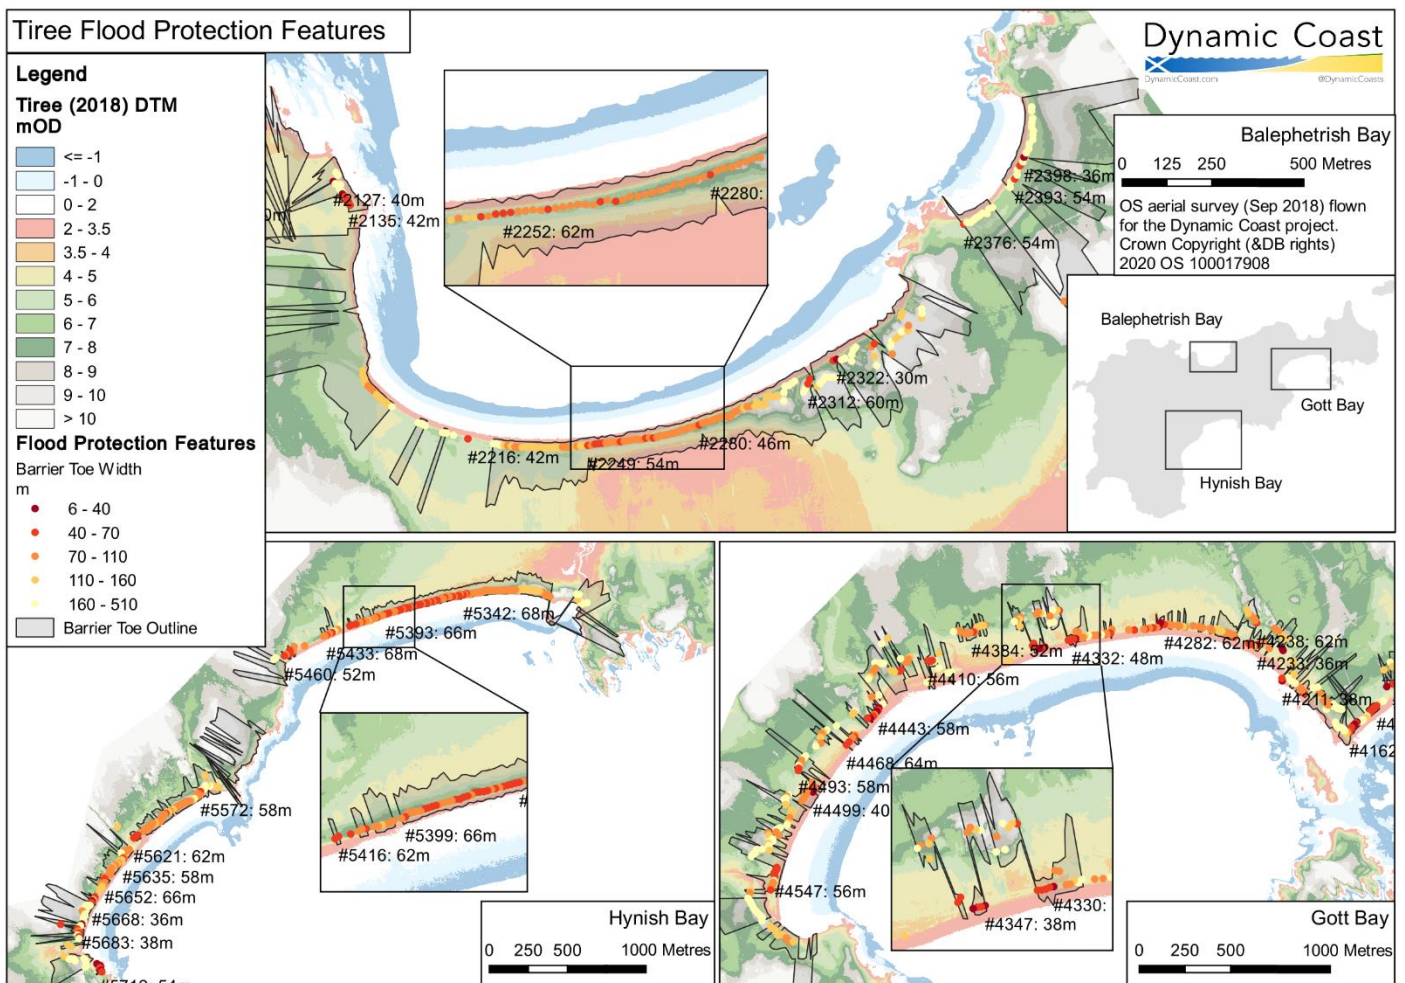 Tiree Flood Protection Features
Legend
Tiree (2018) DTM
mOD
<= -1
-1 - 0
0 - 2
2 - 3.5
3.5 - 4
4 - 5
5 - 6
6 - 7
7 - 8
8 - 9
9 - 10
> 10
Flood Protection Features
Barrier Toe Width
m
6 - 40
40 - 70
70 - 110
110 - 160
160 - 510
Barrier Toe Outline
#2127: 40m
#2135: 42m
#2252: 62m
#2280:
#2216: 42m
#2249: 54m
#2280: 46m
#2312: 60m
#2322: 30m
#2376: 54m
#2393: 54m
#2398: 36m
Dynamic Coast
DynamicCoast.com
@DynamicCoasts
Balephetrish Bay
0 125 250 500 Metres
OS aerial survey (Sep 2018) flown
for the Dynamic Coast project.
Crown Copyright (&DB rights)
2020 OS 100017908
Balephetrish Bay
Gott Bay
Hynish Bay
#5342: 68m
#5393: 66m
#5433: 68m
#5460: 52m
#5572: 58m
#5621: 62m
#5635: 58m
#5652: 66m
#5668: 36m
#5683: 38m
#5399: 66m
#5416: 62m
#
Hynish Bay
0 250 500 1000 Metres
#4238: 62m
#4282: 62m
#4233: 36m
#4211: 38m
#4162
#4
#4332: 48m
#4384: 52m
#4410: 56m
#4443: 58m
#4468: 64m
#4493: 58m
#4499: 40
#4547: 56m
#4330:
#4347: 38m
Gott Bay
0 250 500 1000 Metres